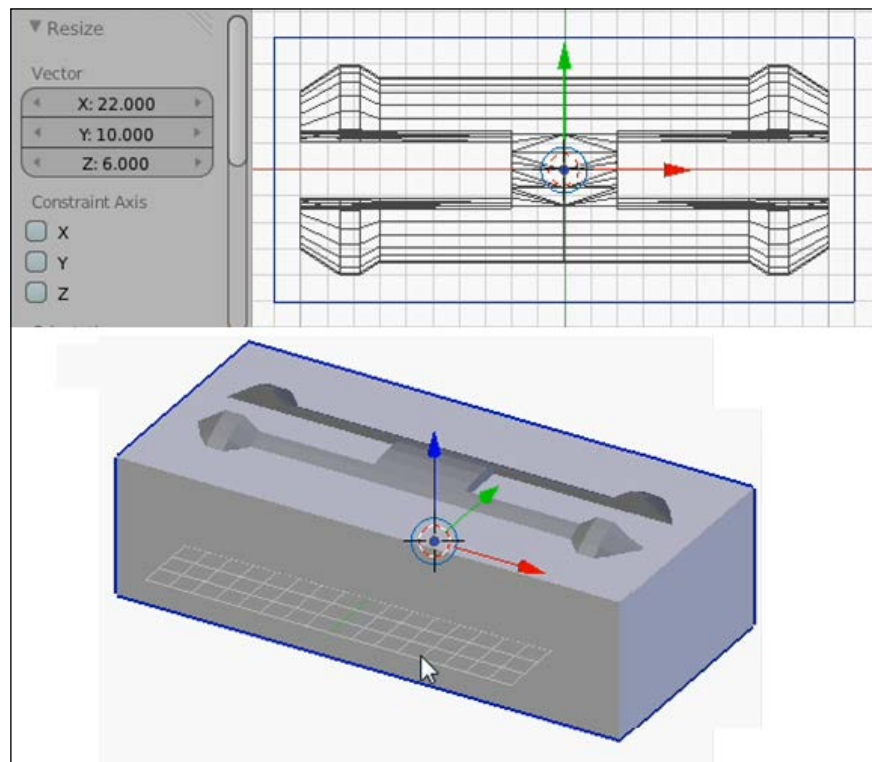 Resize
Vector
X: 22.000
Y: 10.000
Z: 6.000
Constraint Axis
X
Y
Z